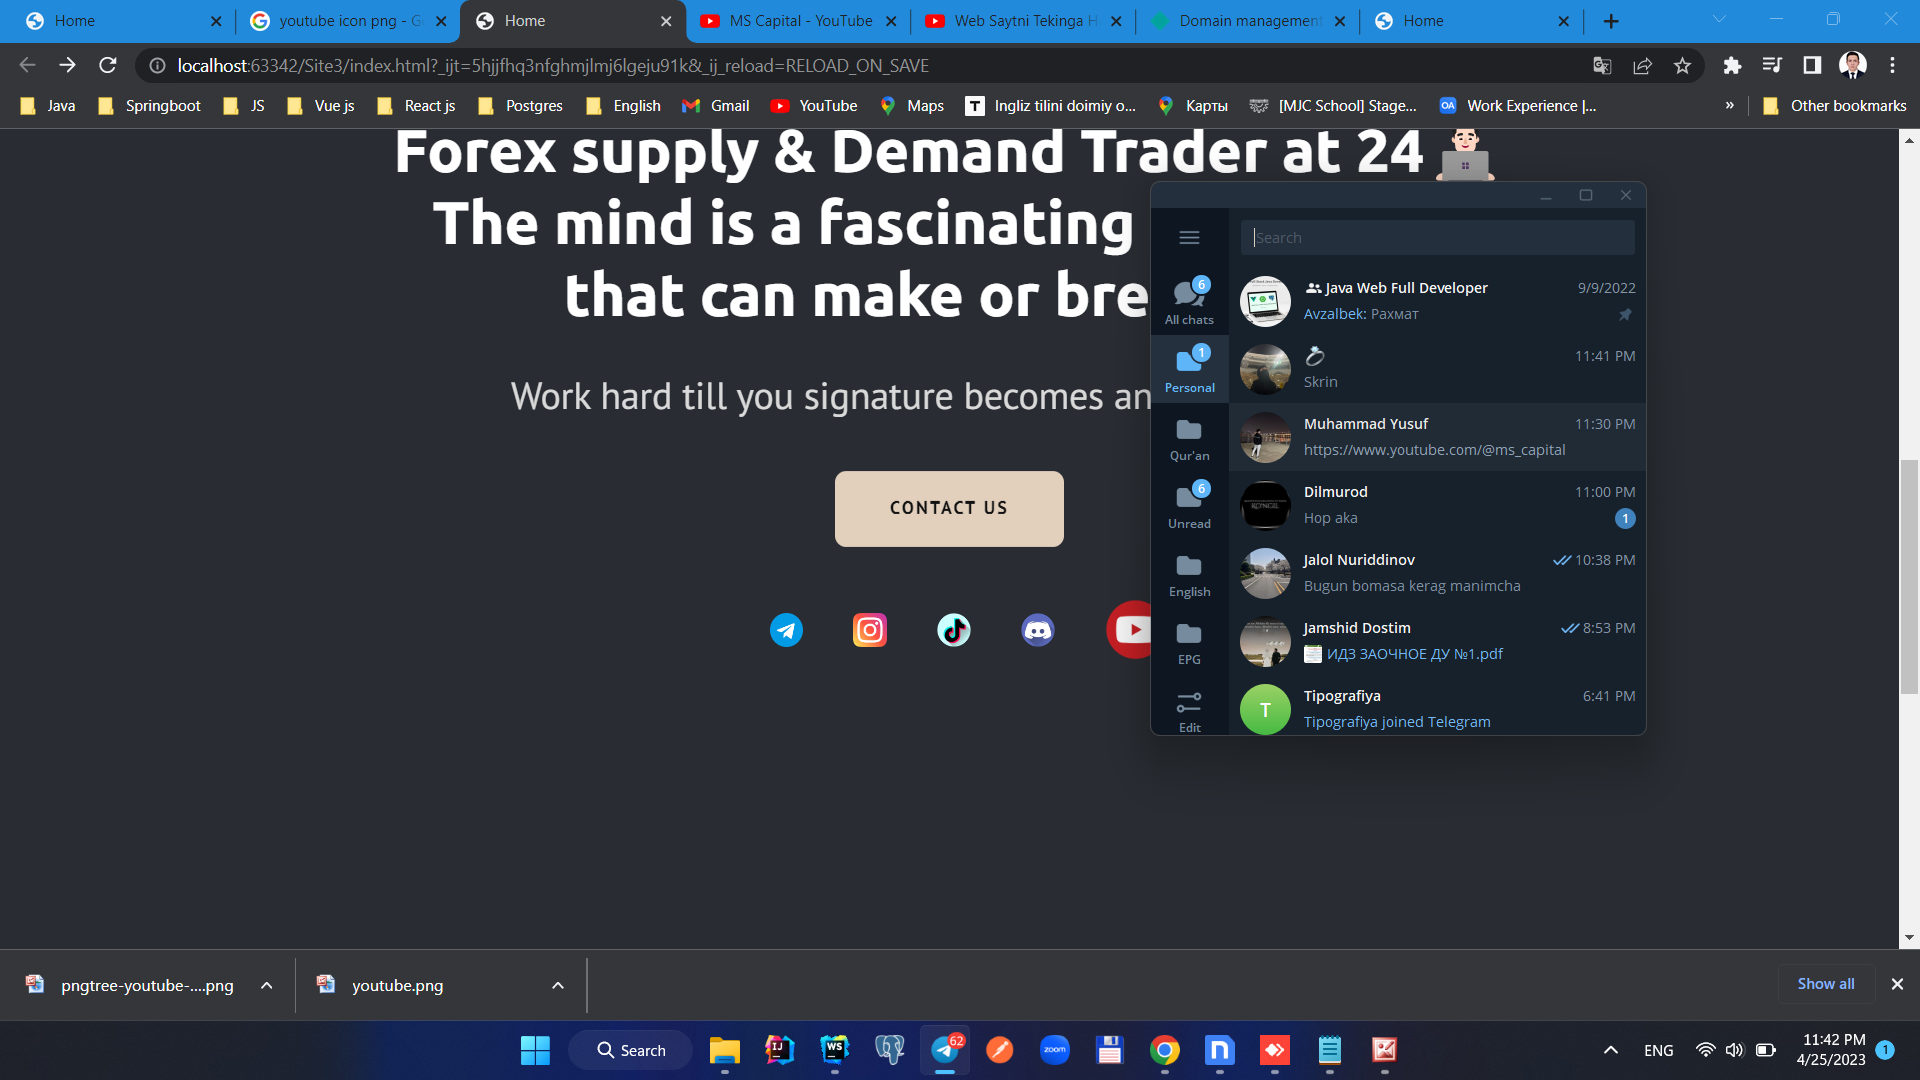 Home
youtube icon png - G
Home
MS Capital - YouTube
Web Saytni Tekinga H
Domain management
Home
localhost:63342/Site3/index.html?_ijt=5hjjfhq3nfghmjlmj6lgeju91k&_ij_reload=RELOAD_ON_SAVE
Java
Springboot
JS
Vue js
React js
Postgres
English
Gmail
YouTube
Maps
Ingliz tilini doimiy o...
Карты
[MJC School] Stage...
OA
Work Experience |...
»
Other bookmarks
Forex supply & Demand Trader at 24
The mind is a fascinating
that can make or bre
Work hard till you signature becomes an
CONTACT US
Search
6
All chats
1
Personal
Qur'an
6
Unread
English
EPG
Edit
Java Web Full Developer 9/9/2022
Avzalbek: Рахмат
11:41 PM
Skrin
Muhammad Yusuf 11:30 PM
https://www.youtube.com/@ms_capital
Dilmurod 11:00 PM
Hop aka 1
Jalol Nuriddinov 10:38 PM
Bugun bomasa kerag manimcha
Jamshid Dostim 8:53 PM
ИДЗ ЗАОЧНОЕ ДУ №1.pdf
T
Tipografiya 6:41 PM
Tipografiya joined Telegram
pngtree-youtube-....png
youtube.png
Show all
Search
IJ
WS
62
zoom
ENG
11:42 PM
4/25/2023
1